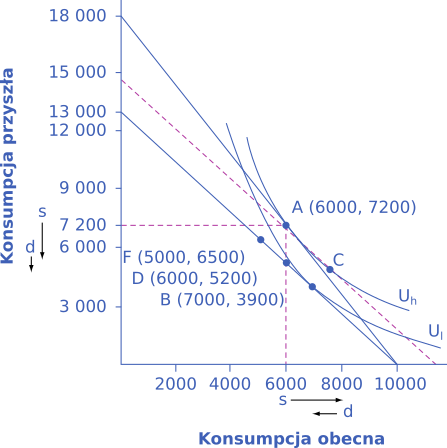 Konsumpcja przyszła
18 000
15 000
13 000
12 000
9 000
7 200
6 000
3 000
s
d
A (6000, 7200)
F (5000, 6500)
D (6000, 5200)
B (7000, 3900)
C
Uh
Ul
2000 4000 6000 8000 10000
s
d
Konsumpcja obecna